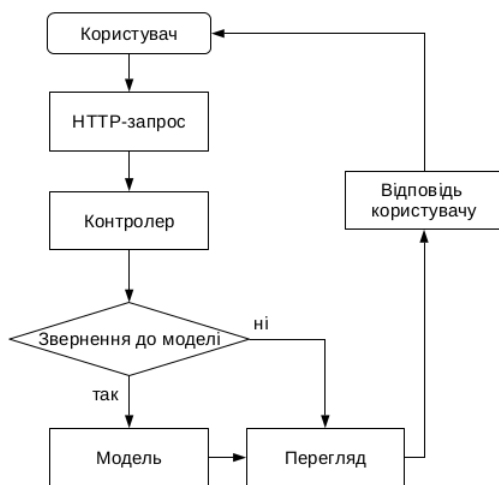 Користувач
HTTP-запрос
Контролер
Відповідь
користувачу
Звернення до моделі
ні
так
Модель
Перегляд